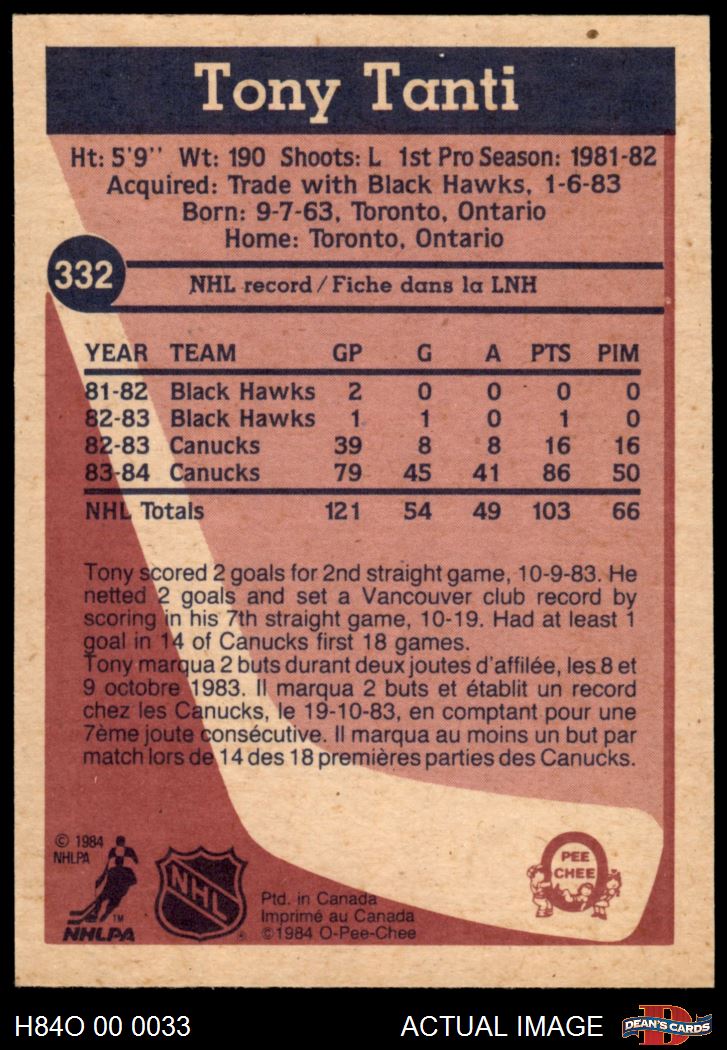 Tony Tanti
Ht: 5'9'' Wt: 190 Shoots: L 1st Pro Season: 1981-82
Acquired: Trade with Black Hawks, 1-6-83
Born: 9-7-63, Toronto, Ontario
Home: Toronto, Ontario
332
NHL record / Fiche dans la LNH
YEAR TEAM GP G A PTS PIM
81-82 Black Hawks 2 0 0 0 0
82-83 Black Hawks 1 1 0 1 0
82-83 Canucks 39 8 8 16 16
83-84 Canucks 79 45 41 86 50
NHL Totals 121 54 49 103 66
Tony scored 2 goals for 2nd straight game, 10-9-83. He
netted 2 goals and set a Vancouver club record by
scoring in his 7th straight game, 10-19. Had at least 1
goal in 14 of Canucks first 18 games.
Tony marqua 2 buts durant deux joutes d'affilée, les 8 et
9 octobre 1983. Il marqua 2 buts et établit un record
chez les Canucks, le 19-10-83, en comptant pour une
7ème joute consécutive. Il marqua au moins un but par
match lors de 14 des 18 premières parties des Canucks.
© 1984
NHLPA
TM
NHLPA
NHL
®
Ptd. in Canada
Imprimé au Canada
©1984 O-Pee-Chee
O
PEE
CHEE
H84O 00 0033
ACTUAL IMAGE
D
DEAN'S CARDS